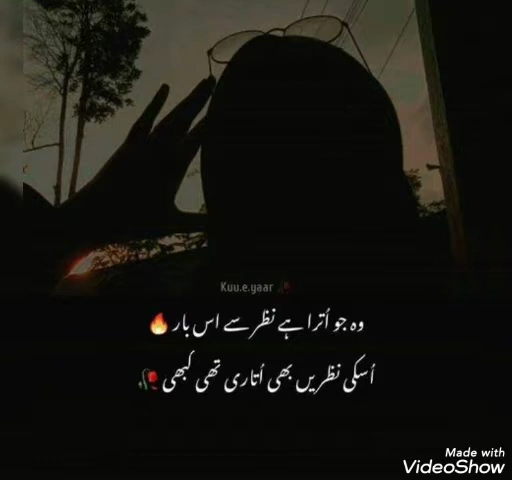 Kuu.e.yaar 🥀
وہ جو اُترا ہے نظر سے اس بار 🔥
اُسکی نظریں بھی اُتاری تھی کبھی 🥀
Made with
VideoShow